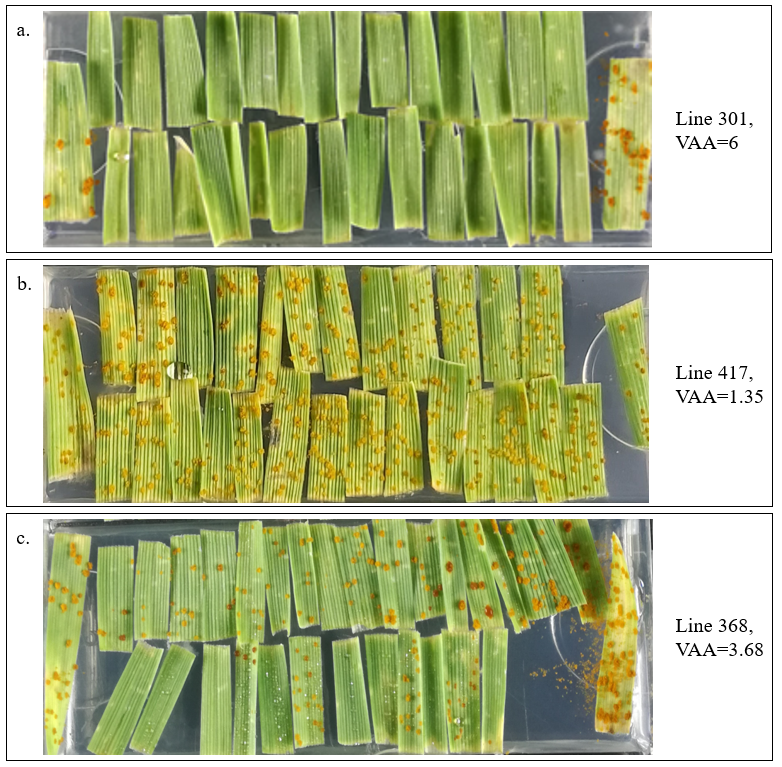 a.
Line 301,
VAA=6
b.
Line 417,
VAA=1.35
c.
Line 368,
VAA=3.68